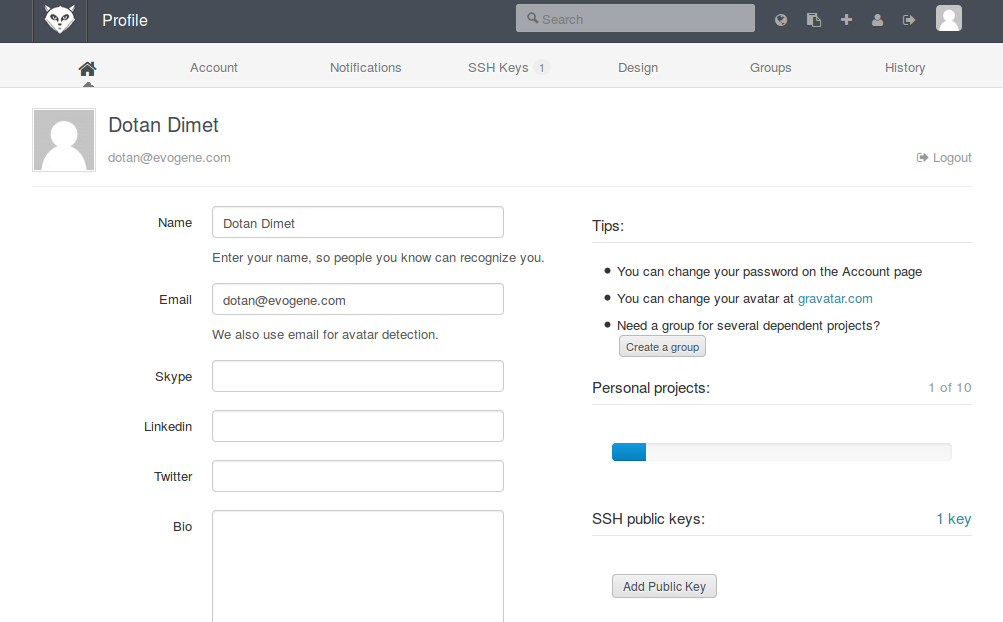 Profile
Search
Account Notifications SSH Keys 1 Design Groups History
Dotan Dimet
dotan@evogene.com
Logout
Name
Dotan Dimet
Enter your name, so people you know can recognize you.
Email
dotan@evogene.com
We also use email for avatar detection.
Skype
Linkedin
Twitter
Bio
Tips:
You can change your password on the Account page
You can change your avatar at gravatar.com
Need a group for several dependent projects?
Create a group
Personal projects: 1 of 10
SSH public keys: 1 key
Add Public Key